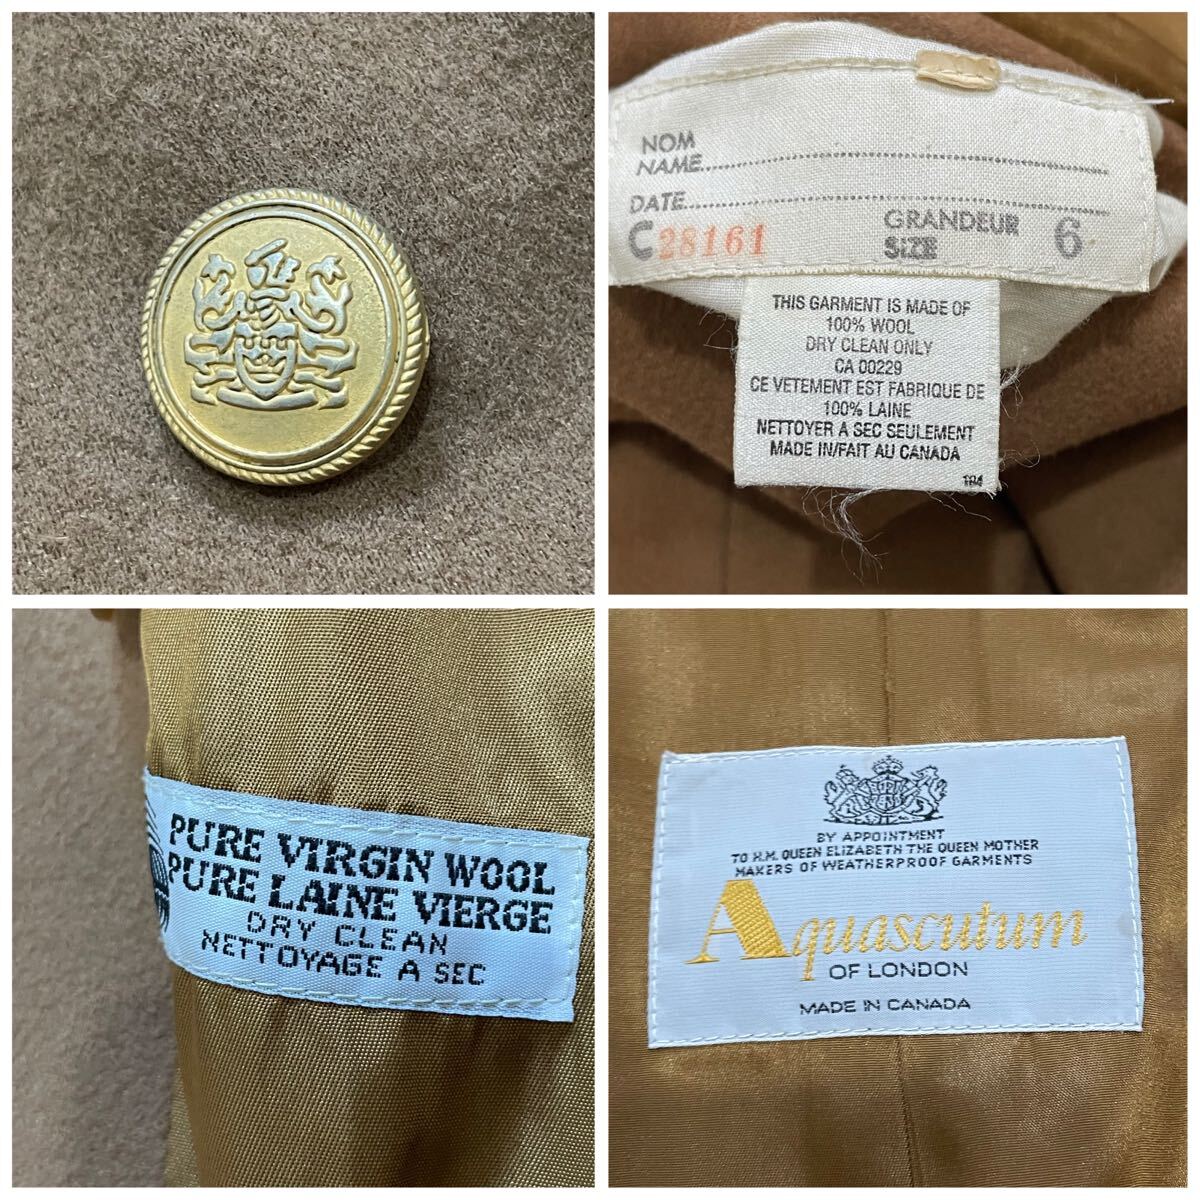 NOM
NAME
DATE
C28161 GRANDEUR SIZE 6
THIS GARMENT IS MADE OF
100% WOOL
DRY CLEAN ONLY
CA 00229
CE VETEMENT EST FABRIQUE DE
100% LAINE
NETTOYER A SEC SEULEMENT
MADE IN/FAIT AU CANADA
184
PURE VIRGIN WOOL
PURE LAINE VIERGE
DRY CLEAN
NETTOYAGE A SEC
BY APPOINTMENT
TO H.M. QUEEN ELIZABETH THE QUEEN MOTHER
MAKERS OF WEATHERPROOF GARMENTS
Aquascutum
OF LONDON
MADE IN CANADA